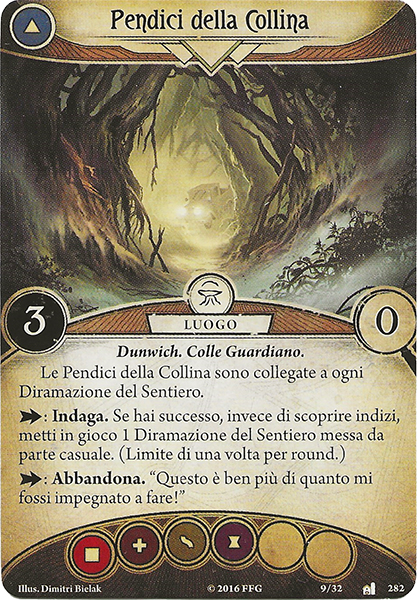 Pendici della Collina
3
LUOGO
0
Dunwich. Colle Guardiano.
Le Pendici della Collina sono collegate a ogni
Diramazione del Sentiero.
: Indaga. Se hai successo, invece di scoprire indizi,
metti in gioco 1 Diramazione del Sentiero messa da
parte casuale. (Limite di una volta per round.)
: Abbandona. “Questo è ben più di quanto mi
fossi impegnato a fare!”
Illus. Dimitri Bielak © 2016 FFG 9/32 282